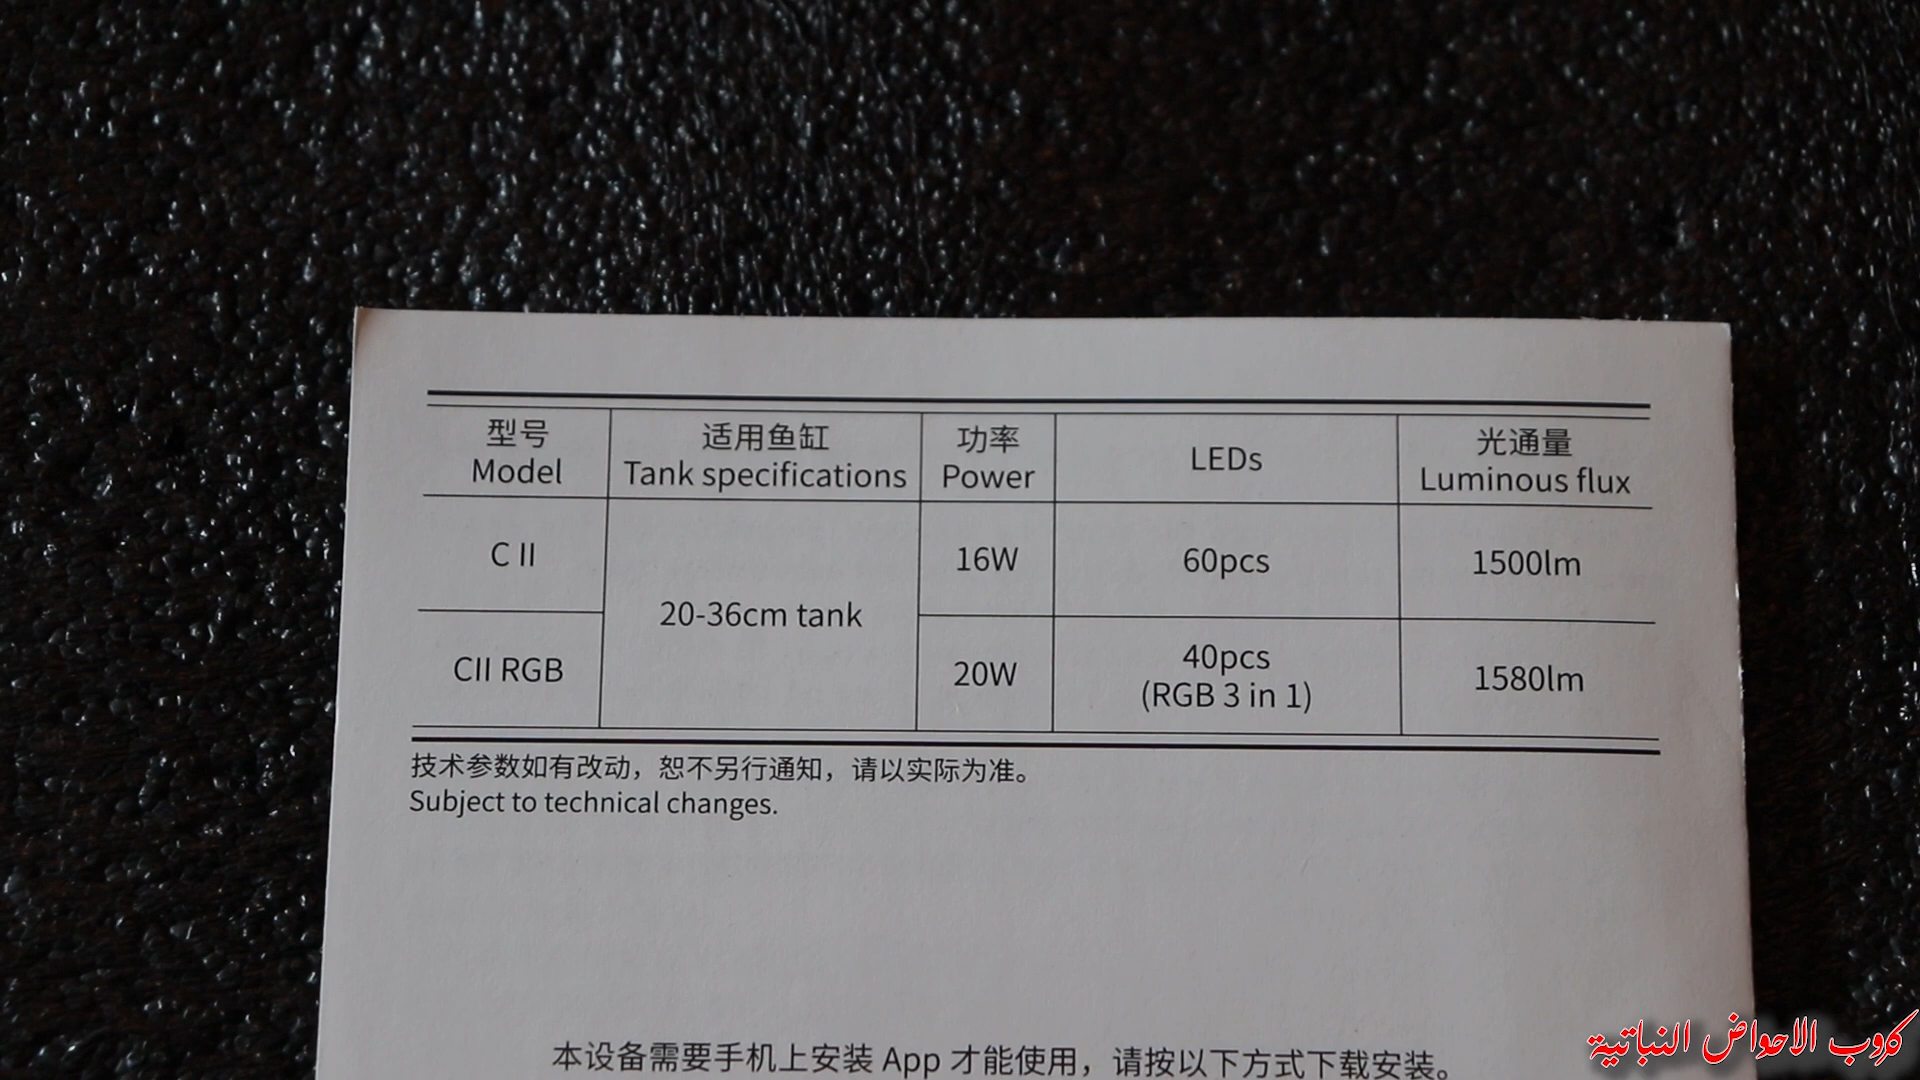 型号 适用鱼缸 功率 LEDs 光通量
Model Tank specifications Power Luminous flux
C II 20-36cm tank 16W 60pcs 1500lm
CII RGB 20W 40pcs 1580lm
(RGB 3 in 1)
技术参数如有改动，恕不另行通知，请以实际为准。
Subject to technical changes.
本设备需要手机上安装 App 才能使用，请按以下方式下载安装。
كروب الاحواض النباتية